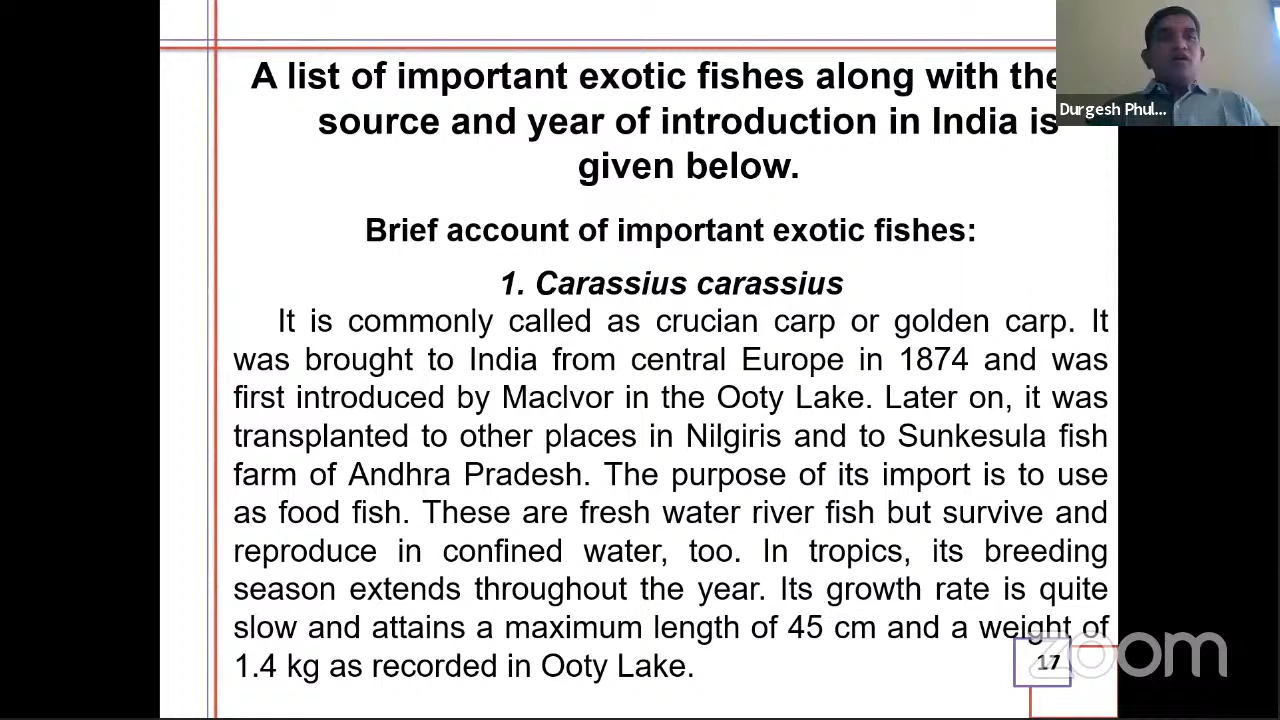 A list of important exotic fishes along with the
source and year of introduction in India is
given below.
Durgesh Phul...
Brief account of important exotic fishes:
1. Carassius carassius
It is commonly called as crucian carp or golden carp. It
was brought to India from central Europe in 1874 and was
first introduced by Maclvor in the Ooty Lake. Later on, it was
transplanted to other places in Nilgiris and to Sunkesula fish
farm of Andhra Pradesh. The purpose of its import is to use
as food fish. These are fresh water river fish but survive and
reproduce in confined water, too. In tropics, its breeding
season extends throughout the year. Its growth rate is quite
slow and attains a maximum length of 45 cm and a weight of
1.4 kg as recorded in Ooty Lake.
17
zoom